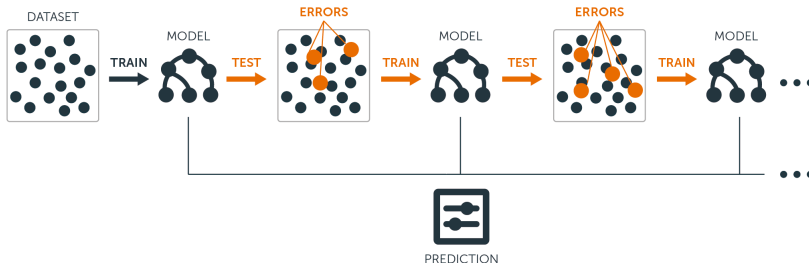 DATASET
TRAIN
MODEL
TEST
ERRORS
TRAIN
MODEL
TEST
ERRORS
TRAIN
MODEL
PREDICTION